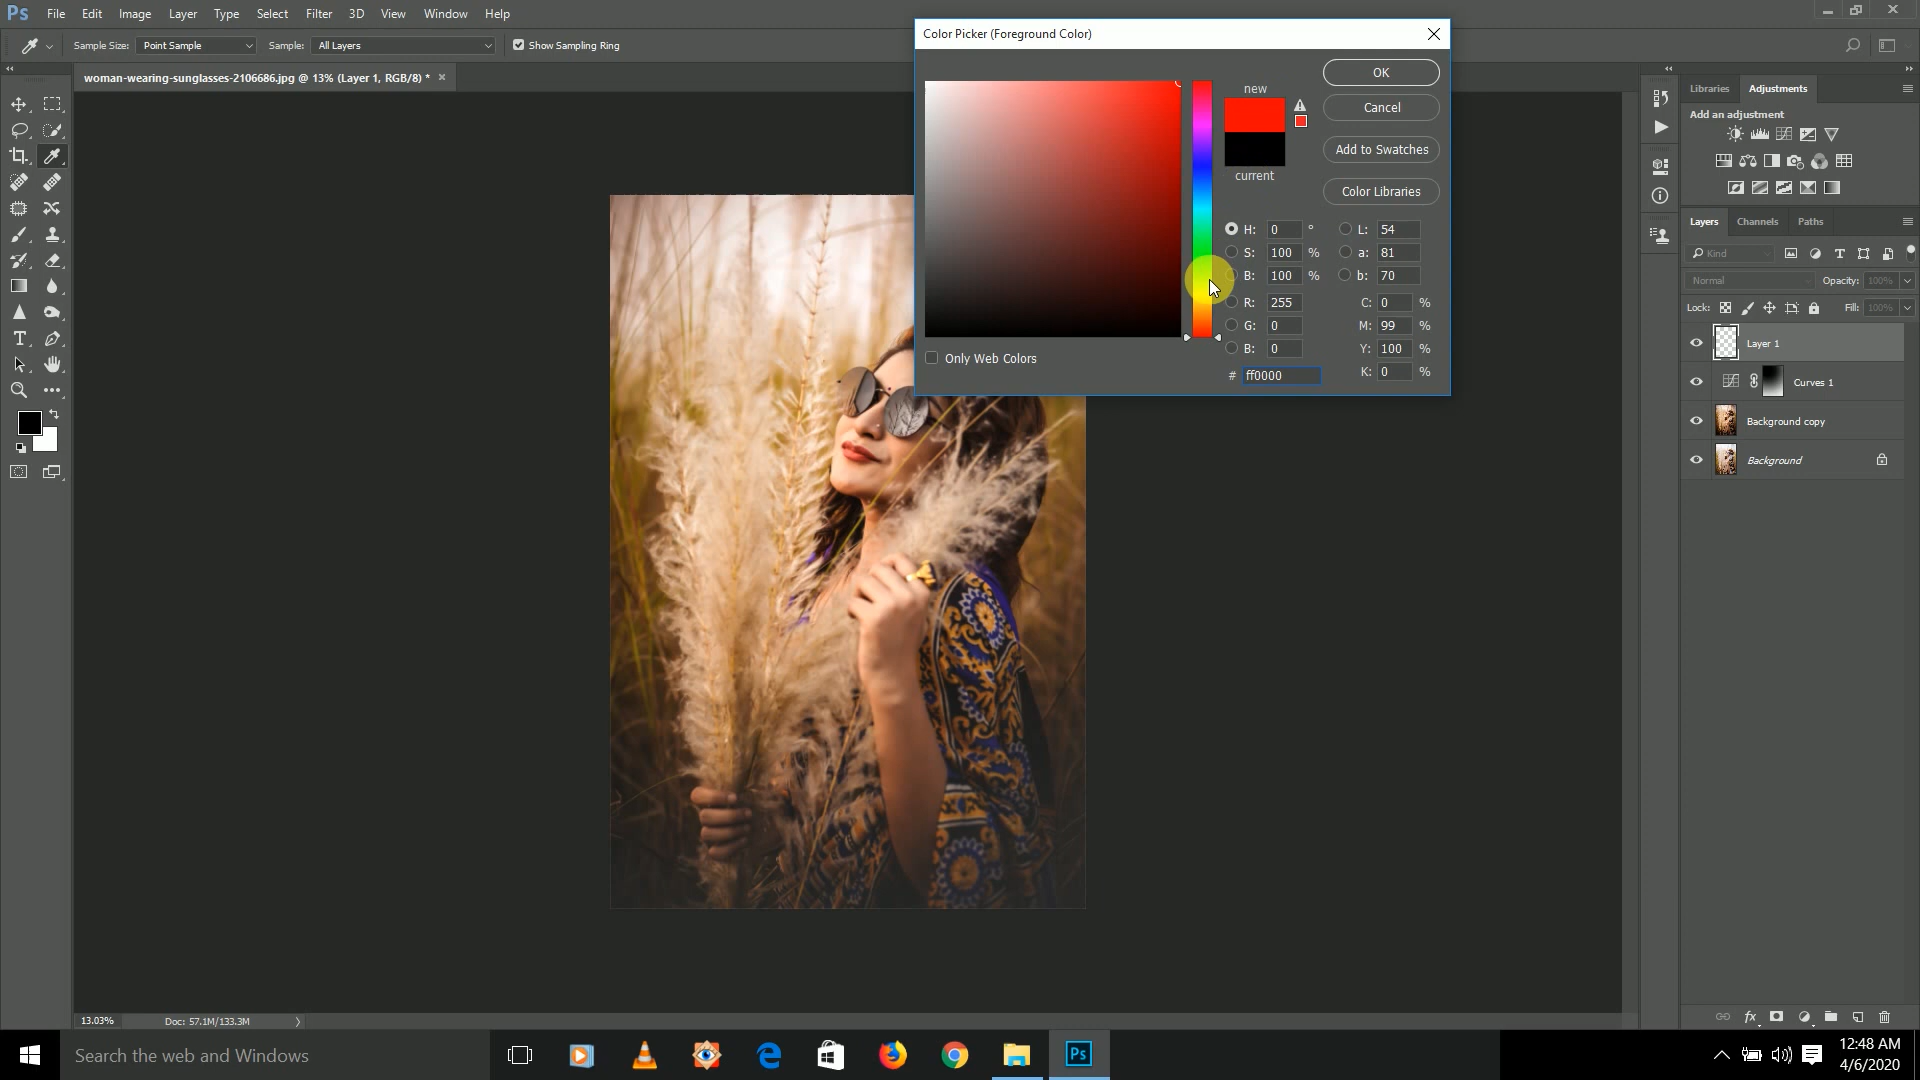 Ps File Edit Image Layer Type Select Filter 3D View Window Help
Sample Size: Point Sample Sample: All Layers Show Sampling Ring
woman-wearing-sunglasses-2106686.jpg @ 13% (Layer 1, RGB/8) * ×
Color Picker (Foreground Color)
new
current
OK
Cancel
Add to Swatches
Color Libraries
H: 0 ° L: 54
S: 100 % a: 81
B: 100 % b: 70
R: 255 C: 0 %
G: 0 M: 99 %
B: 0 Y: 100 %
# ff0000 K: 0 %
Only Web Colors
Libraries Adjustments
Add an adjustment
Layers Channels Paths
Kind
Normal Opacity: 100%
Lock: Fill: 100%
Layer 1
Curves 1
Background copy
Background
fx
13.03% Doc: 57.1M/133.3M
Search the web and Windows
Ps
12:48 AM
4/6/2020